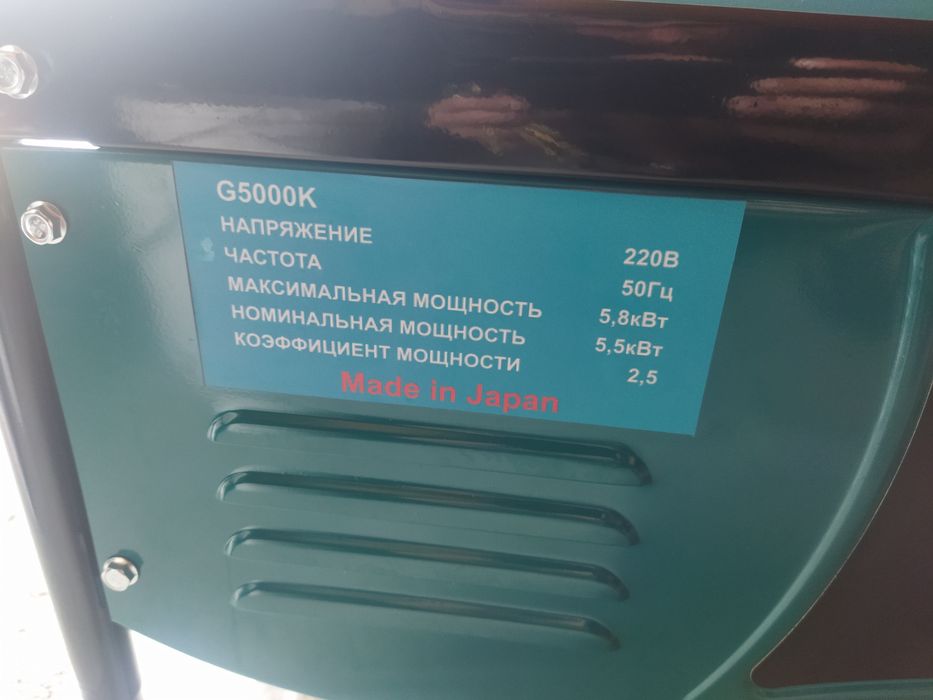 G5000K
НАПРЯЖЕНИЕ 220В
ЧАСТОТА 50Гц
МАКСИМАЛЬНАЯ МОЩНОСТЬ 5,8кВт
НОМИНАЛЬНАЯ МОЩНОСТЬ 5,5кВт
КОЭФФИЦИЕНТ МОЩНОСТИ 2,5
Made in Japan